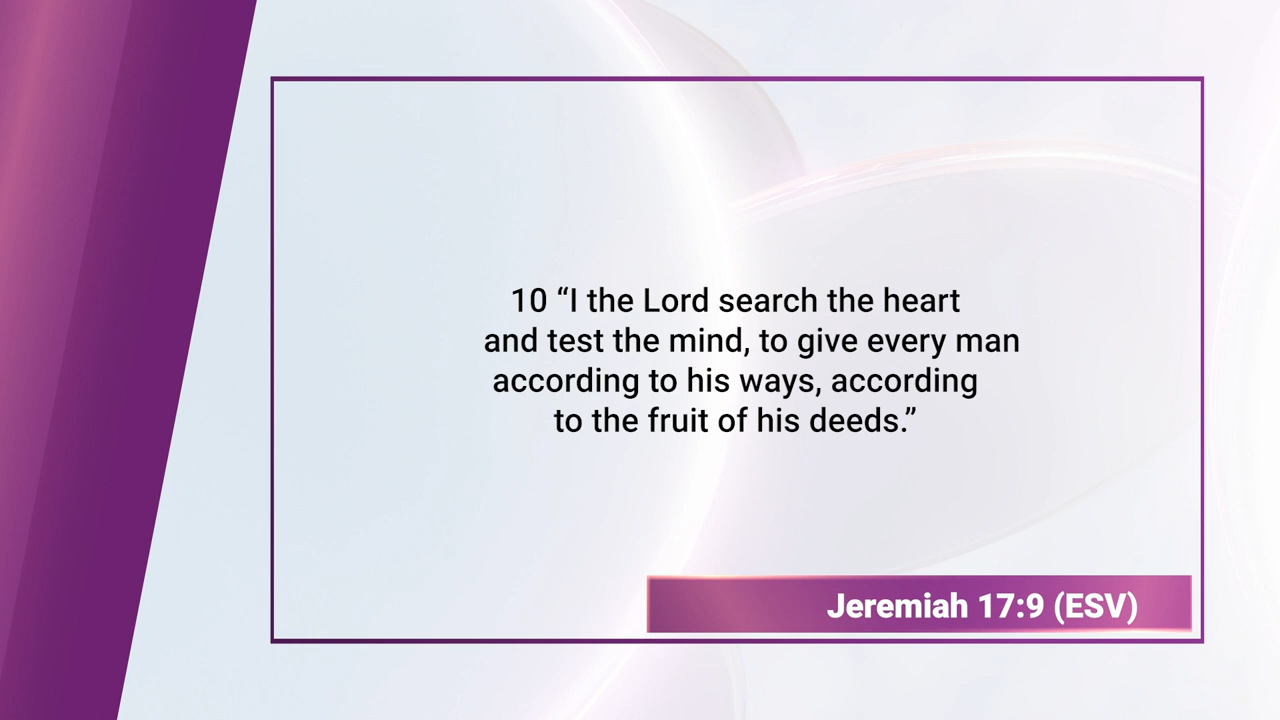 10 “I the Lord search the heart
and test the mind, to give every man
according to his ways, according
to the fruit of his deeds.”
Jeremiah 17:9 (ESV)